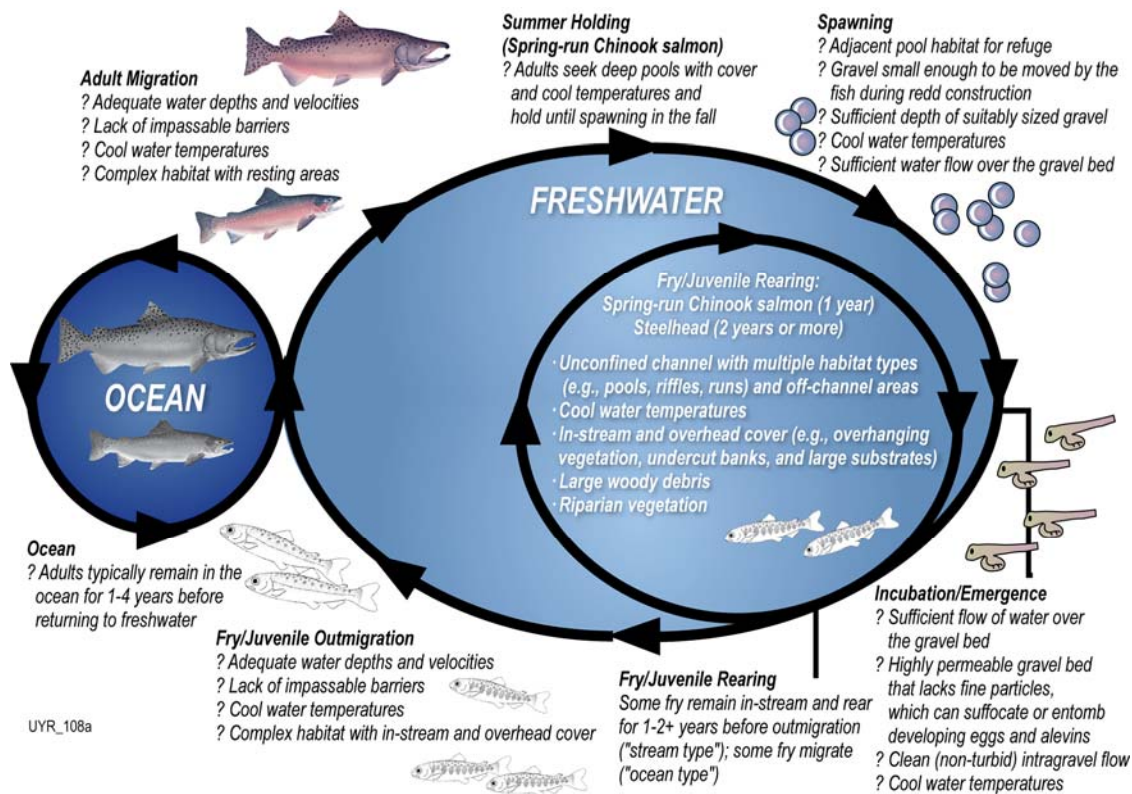 Adult Migration
? Adequate water depths and velocities
? Lack of impassable barriers
? Cool water temperatures
? Complex habitat with resting areas
Summer Holding
(Spring-run Chinook salmon)
? Adults seek deep pools with cover
and cool temperatures and
hold until spawning in the fall
Spawning
? Adjacent pool habitat for refuge
? Gravel small enough to be moved by the
fish during redd construction
? Sufficient depth of suitably sized gravel
? Cool water temperatures
? Sufficient water flow over the gravel bed
FRESHWATER
Fry/Juvenile Rearing:
Spring-run Chinook salmon (1 year)
Steelhead (2 years or more)
· Unconfined channel with multiple habitat types
(e.g., pools, riffles, runs) and off-channel areas
· Cool water temperatures
· In-stream and overhead cover (e.g., overhanging
vegetation, undercut banks, and large substrates)
· Large woody debris
· Riparian vegetation
OCEAN
Ocean
? Adults typically remain in the
ocean for 1-4 years before
returning to freshwater
Fry/Juvenile Outmigration
? Adequate water depths and velocities
? Lack of impassable barriers
? Cool water temperatures
? Complex habitat with in-stream and overhead cover
Fry/Juvenile Rearing
Some fry remain in-stream and rear
for 1-2+ years before outmigration
("stream type"); some fry migrate
("ocean type")
Incubation/Emergence
? Sufficient flow of water over
the gravel bed
? Highly permeable gravel bed
that lacks fine particles,
which can suffocate or entomb
developing eggs and alevins
? Clean (non-turbid) intragravel flow
? Cool water temperatures
UYR_108a